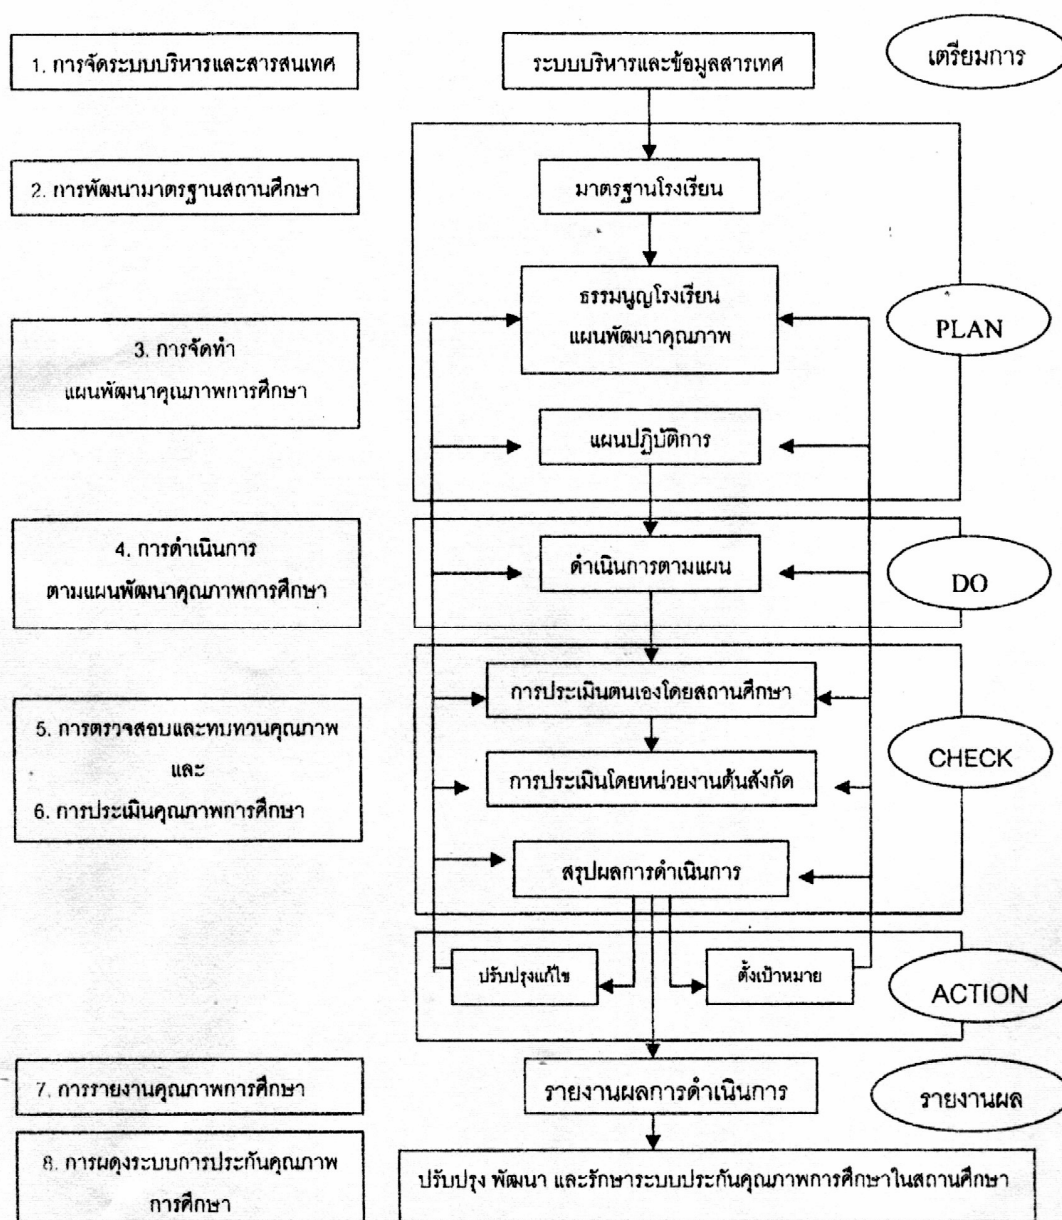 1. การจัดระบบบริหารและสารสนเทศ
ระบบบริหารและข้อมูลสารเทศ
เตรียมการ
2. การพัฒนามาตรฐานสถานศึกษา
มาตรฐานโรงเรียน
ธรรมนูญโรงเรียน
แผนพัฒนาคุณภาพ
PLAN
3. การจัดทำ
แผนพัฒนาคุณภาพการศึกษา
แผนปฏิบัติการ
4. การดำเนินการ
ตามแผนพัฒนาคุณภาพการศึกษา
ดำเนินการตามแผน
DO
การประเมินตนเองโดยสถานศึกษา
5. การตรวจสอบและทบทวนคุณภาพ
และ
6. การประเมินคุณภาพการศึกษา
การประเมินโดยหน่วยงานต้นสังกัด
CHECK
สรุปผลการดำเนินการ
ปรับปรุงแก้ไข
ตั้งเป้าหมาย
ACTION
7. การรายงานคุณภาพการศึกษา
รายงานผลการดำเนินการ
รายงานผล
8. การผดุงระบบการประกันคุณภาพ
การศึกษา
ปรับปรุง พัฒนา และรักษาระบบประกันคุณภาพการศึกษาในสถานศึกษา